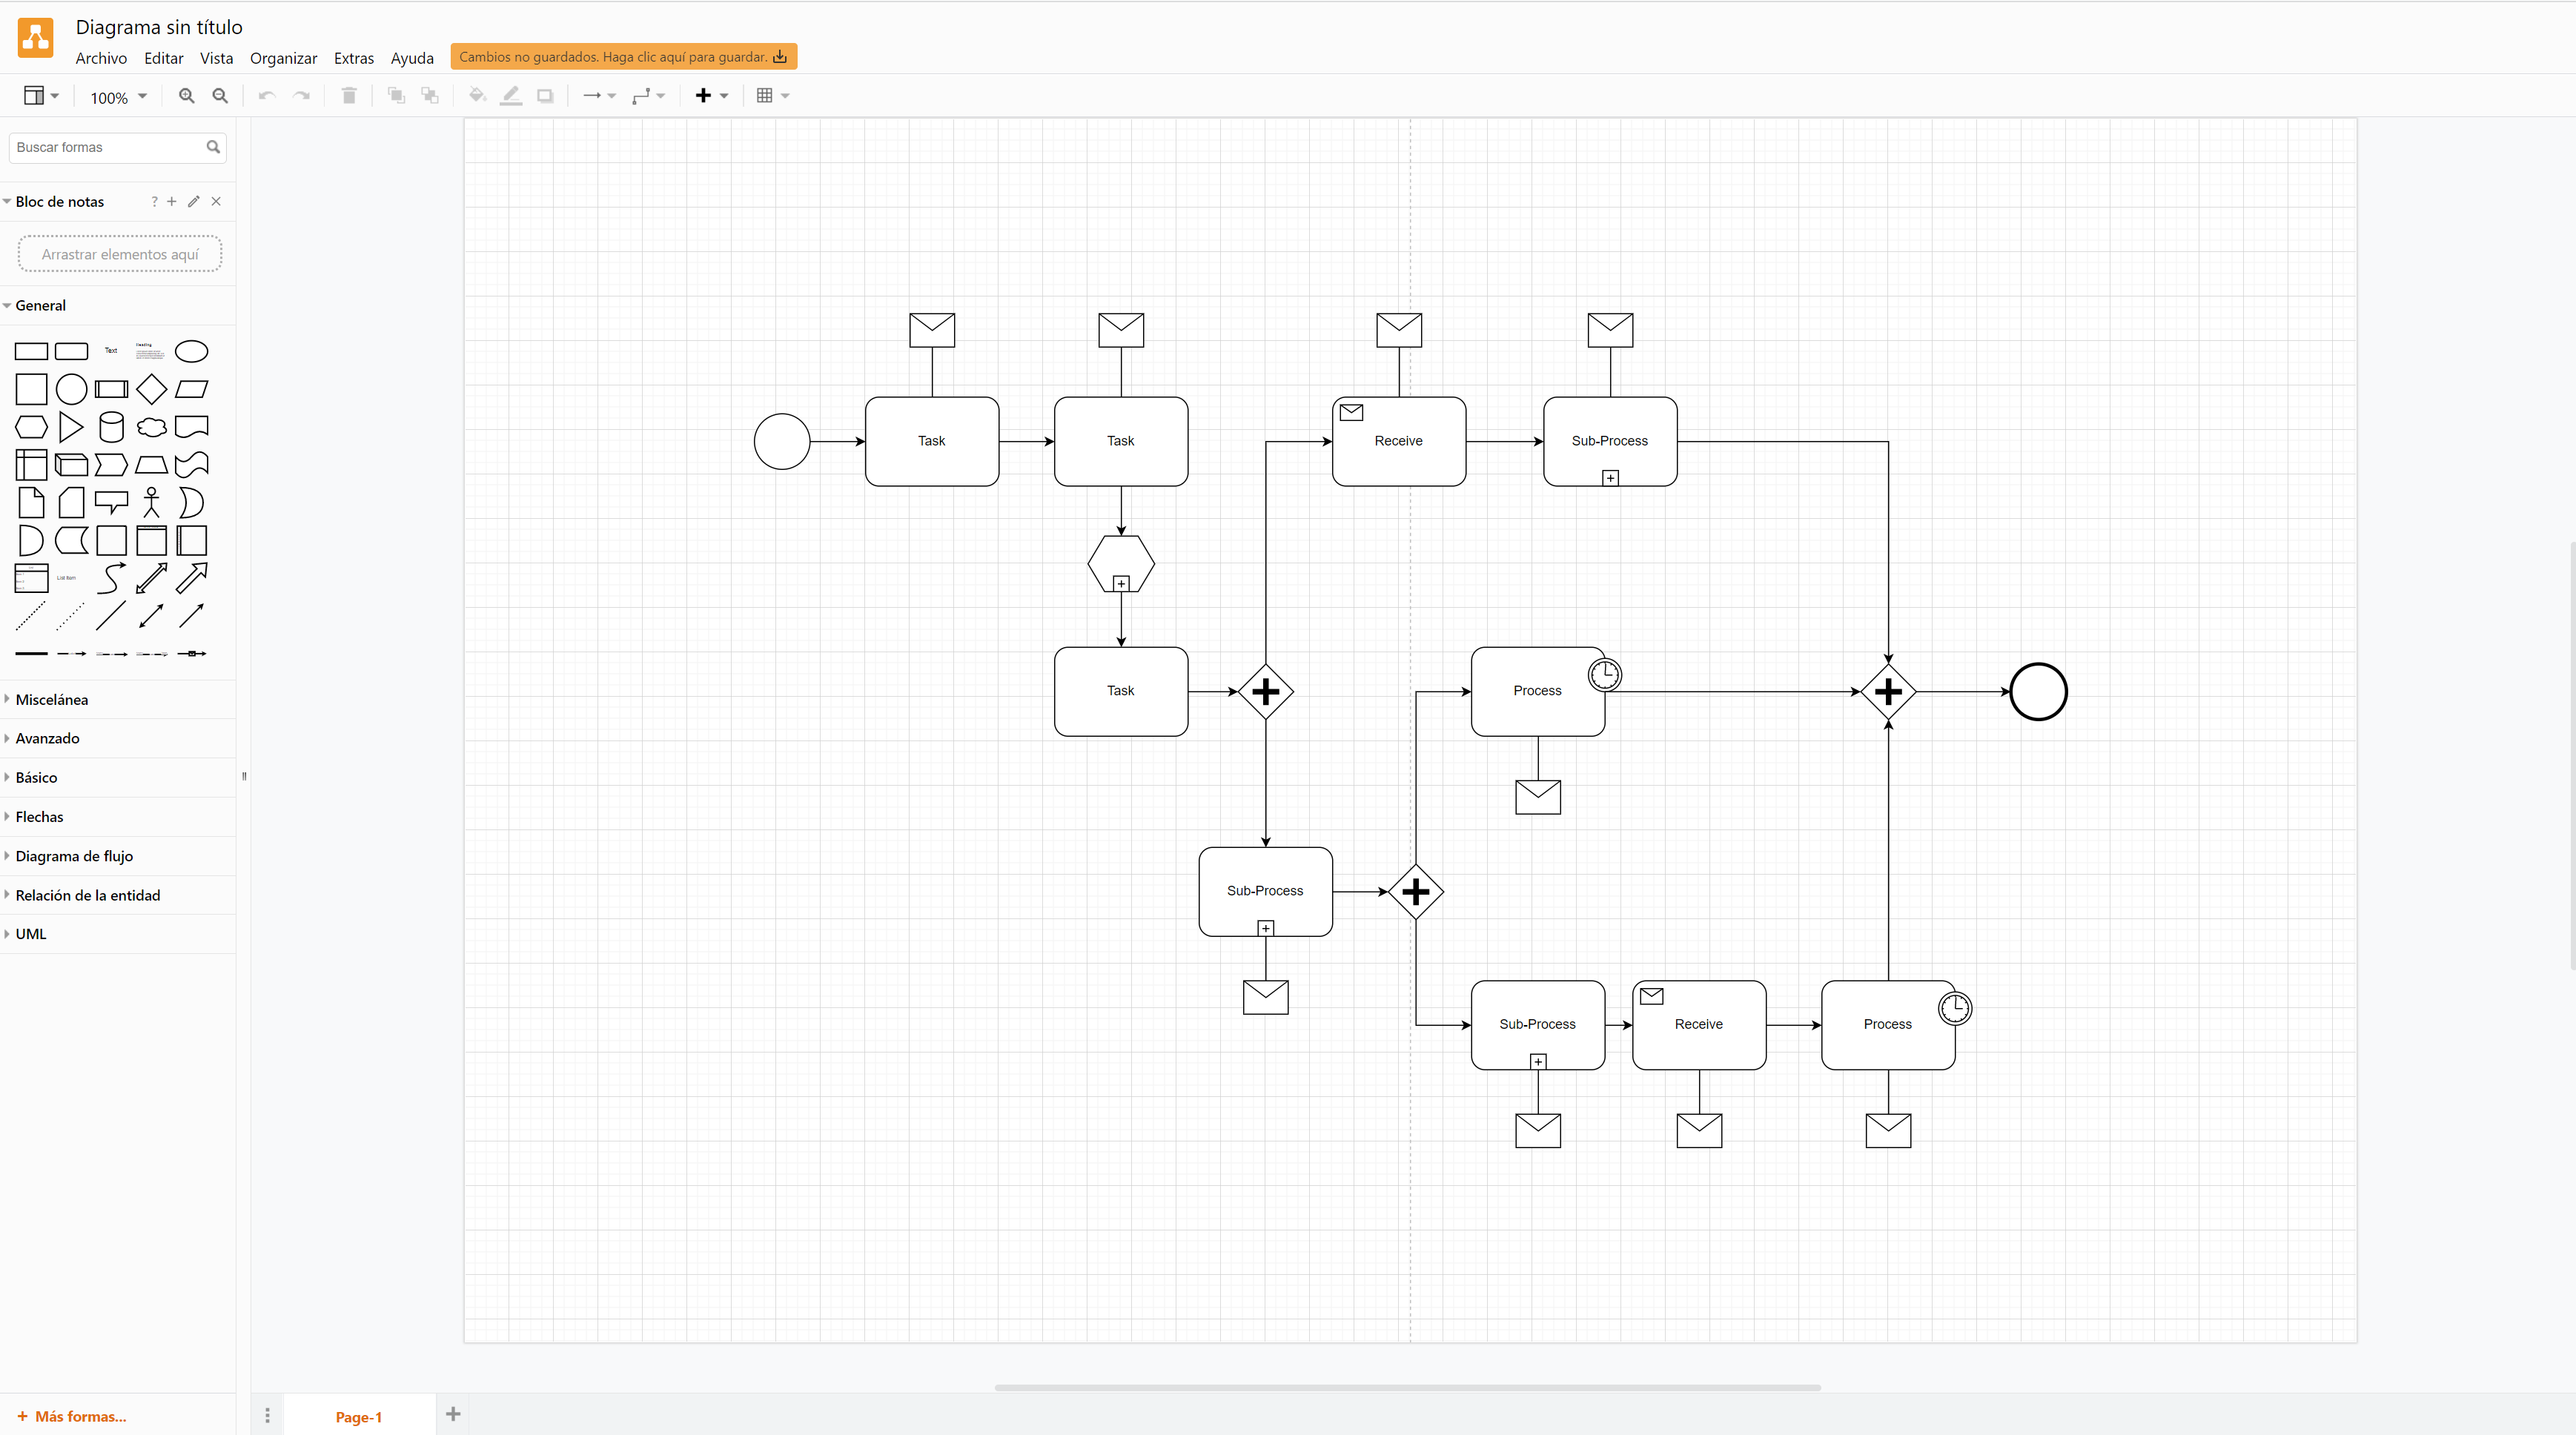 Diagrama sin título
Archivo Editar Vista Organizar Extras Ayuda Cambios no guardados. Haga clic aquí para guardar.
100%
Buscar formas
Bloc de notas ?
Arrastrar elementos aquí
General
Text
Heading
List Item
Misceláneа
Avanzado
Básico
Flechas
Diagrama de flujo
Relación de la entidad
UML
+ Más formas...
Task
Task
Receive
Sub-Process
Task
Process
Sub-Process
Sub-Process
Receive
Process
Page-1